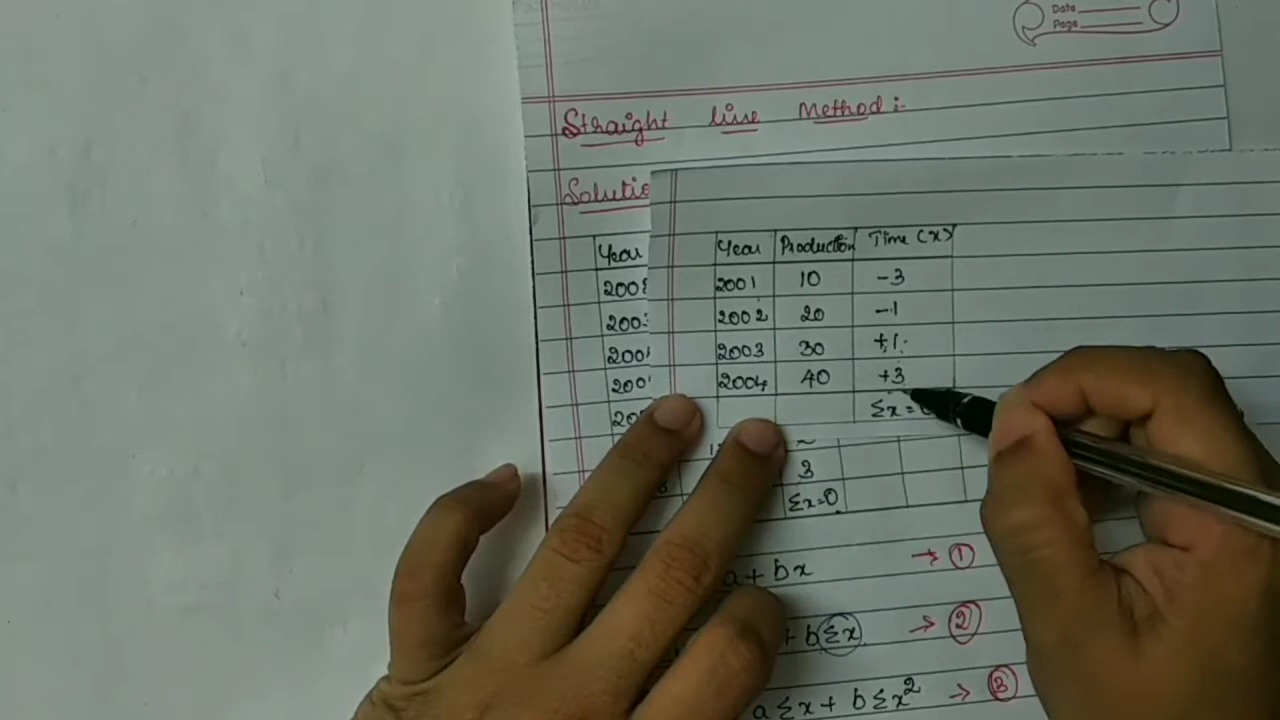 Date
Page
Straight line Method :-
Year Production Time (x)
2001 10 -3
2002 20 -1
2003 30 +1
2004 40 +3
Σx =
3
Σx=0
a + bx → 1
+ bΣx → 2
aΣx + bΣx² → 3